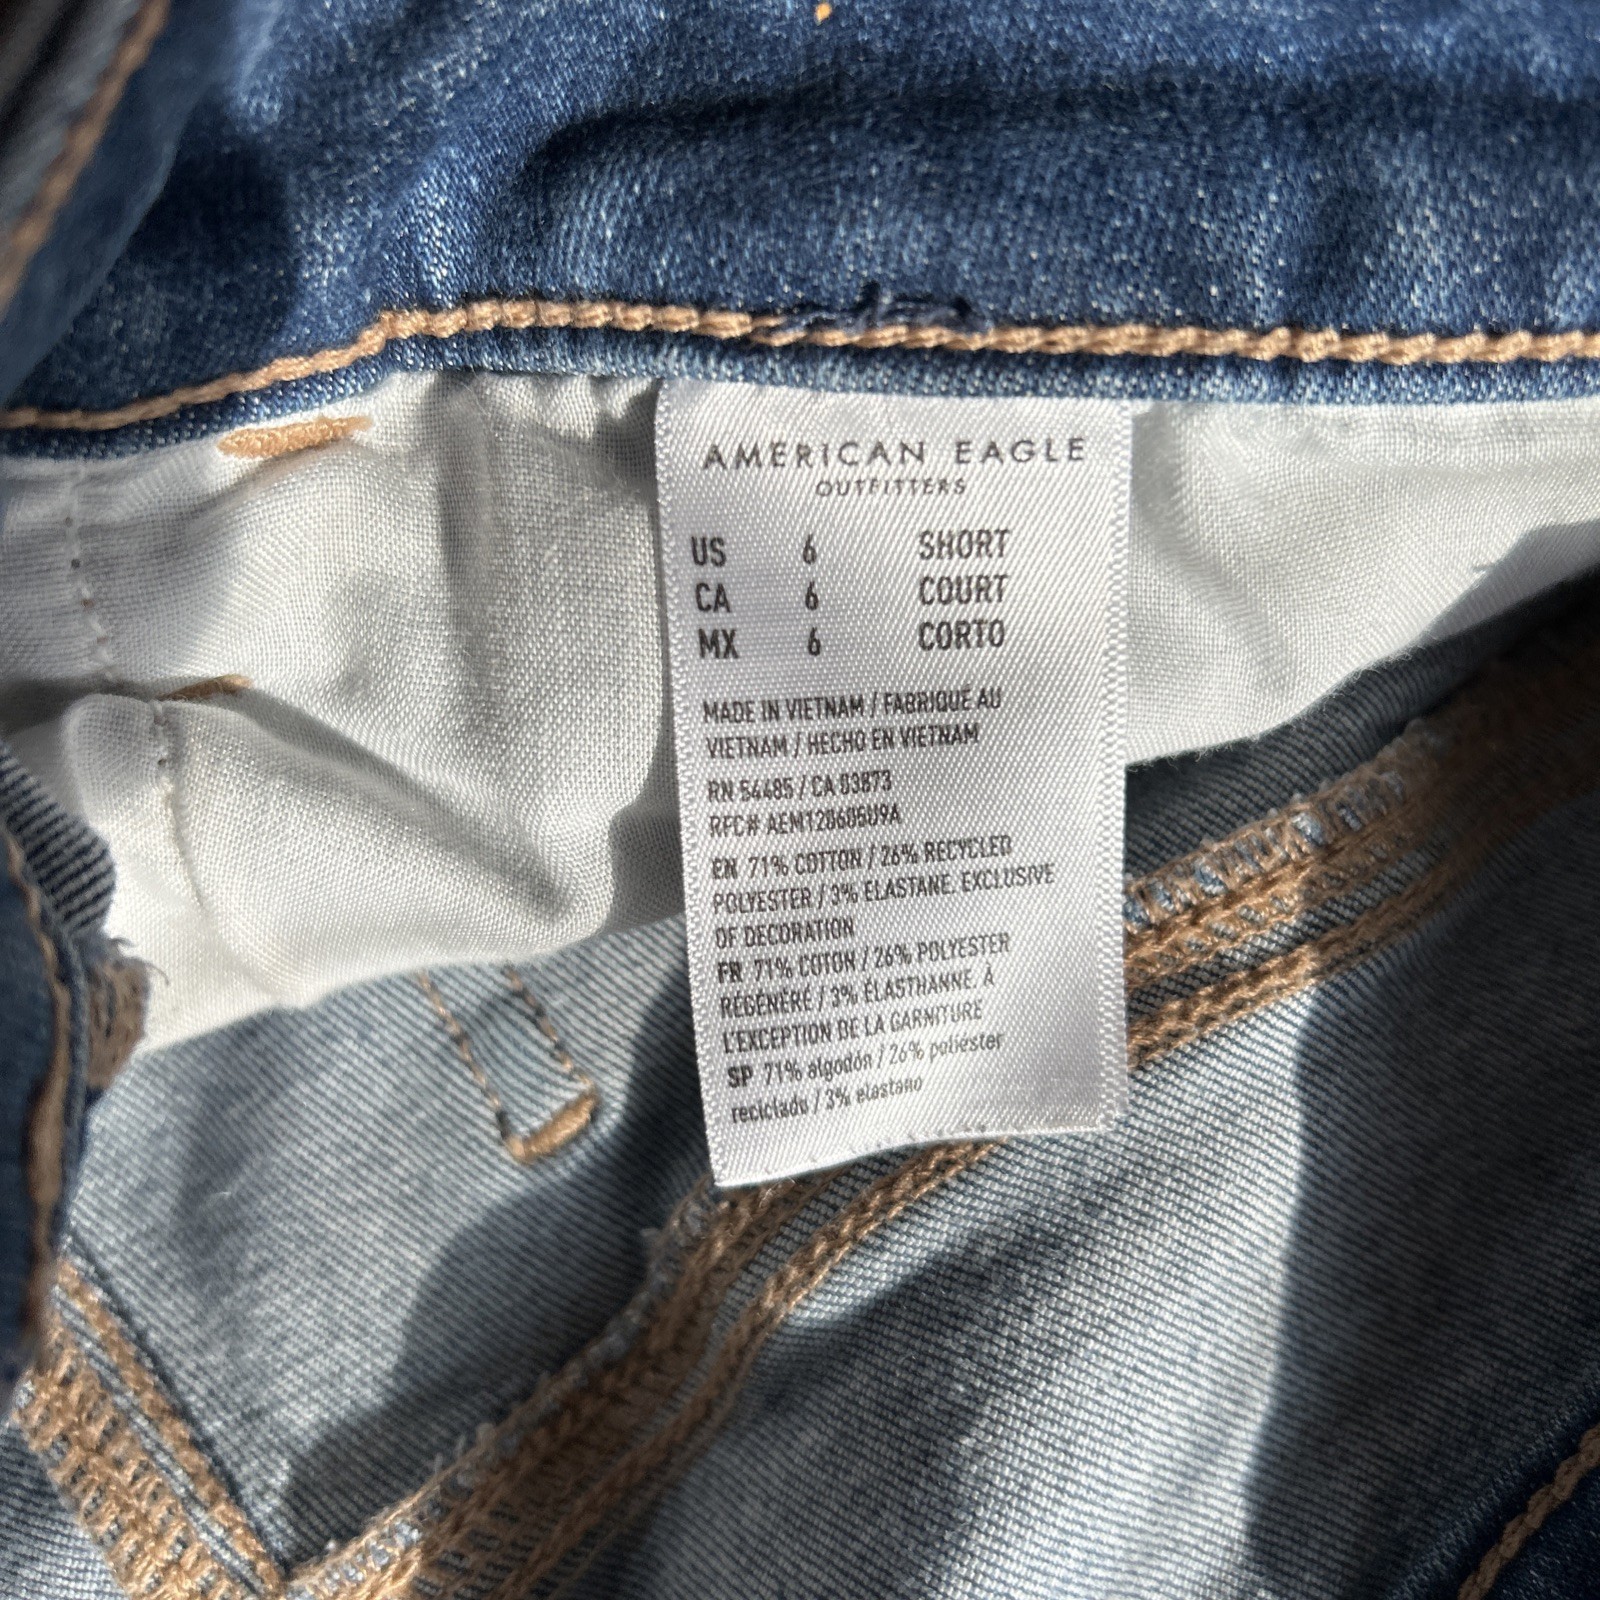 AMERICAN EAGLE
OUTFITTERS
US 6 SHORT
CA 6 COURT
MX 6 CORTO
MADE IN VIETNAM / FABRIQUÉ AU
VIETNAM / HECHO EN VIETNAM
RN 54485 / CA 03873
RFC# AEM120605U9A
EN 71% COTTON / 26% RECYCLED
POLYESTER / 3% ELASTANE. EXCLUSIVE
OF DECORATION
FR 71% COTON / 26% POLYESTER
RÉGÉNÉRÉ / 3% ÉLASTHANNE. À
L'EXCEPTION DE LA GARNITURE
SP 71% algodón / 26% poliéster
reciclado / 3% elastano